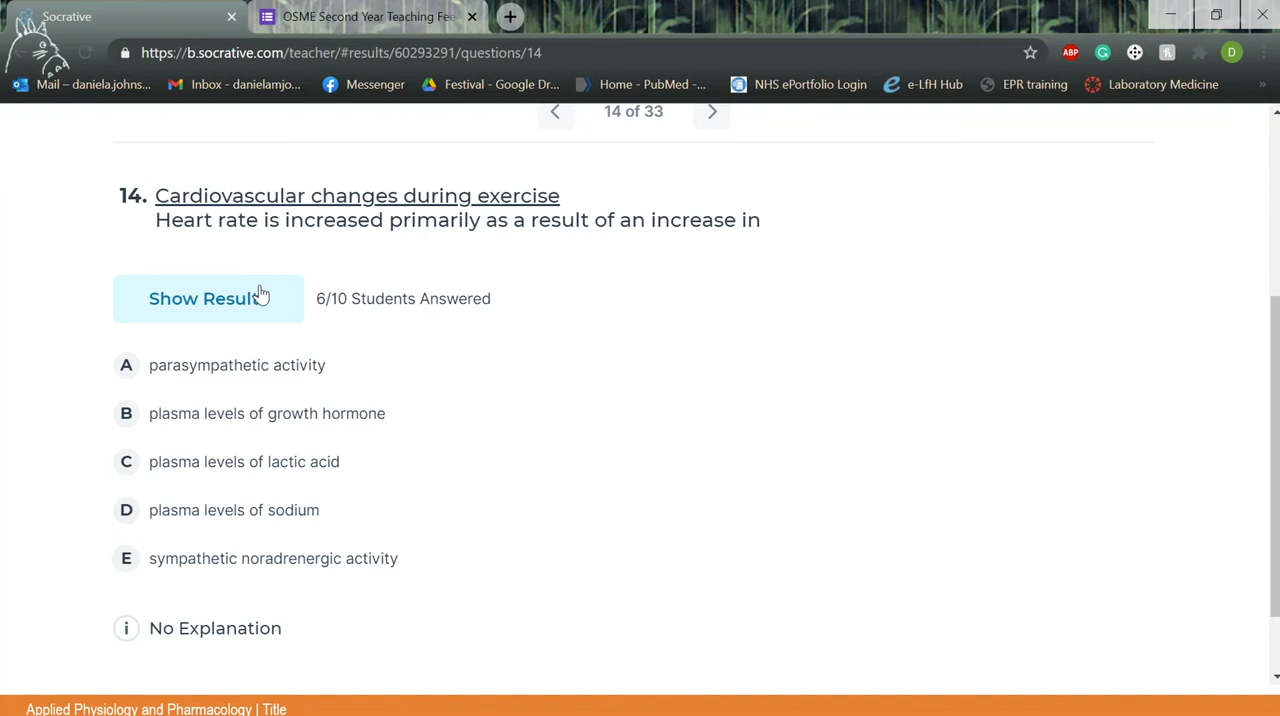 Socrative
OSME Second Year Teaching Fee
https://b.socrative.com/teacher/#results/60293291/questions/14
ABP
D
Mail – daniela.johns...
Inbox - danielamjo...
Messenger
Festival - Google Dr...
Home - PubMed -...
NHS ePortfolio Login
e-LfH Hub
EPR training
Laboratory Medicine
14 of 33
14. Cardiovascular changes during exercise
Heart rate is increased primarily as a result of an increase in
Show Results
6/10 Students Answered
A parasympathetic activity
B plasma levels of growth hormone
C plasma levels of lactic acid
D plasma levels of sodium
E sympathetic noradrenergic activity
i No Explanation
Applied Physiology and Pharmacology | Title